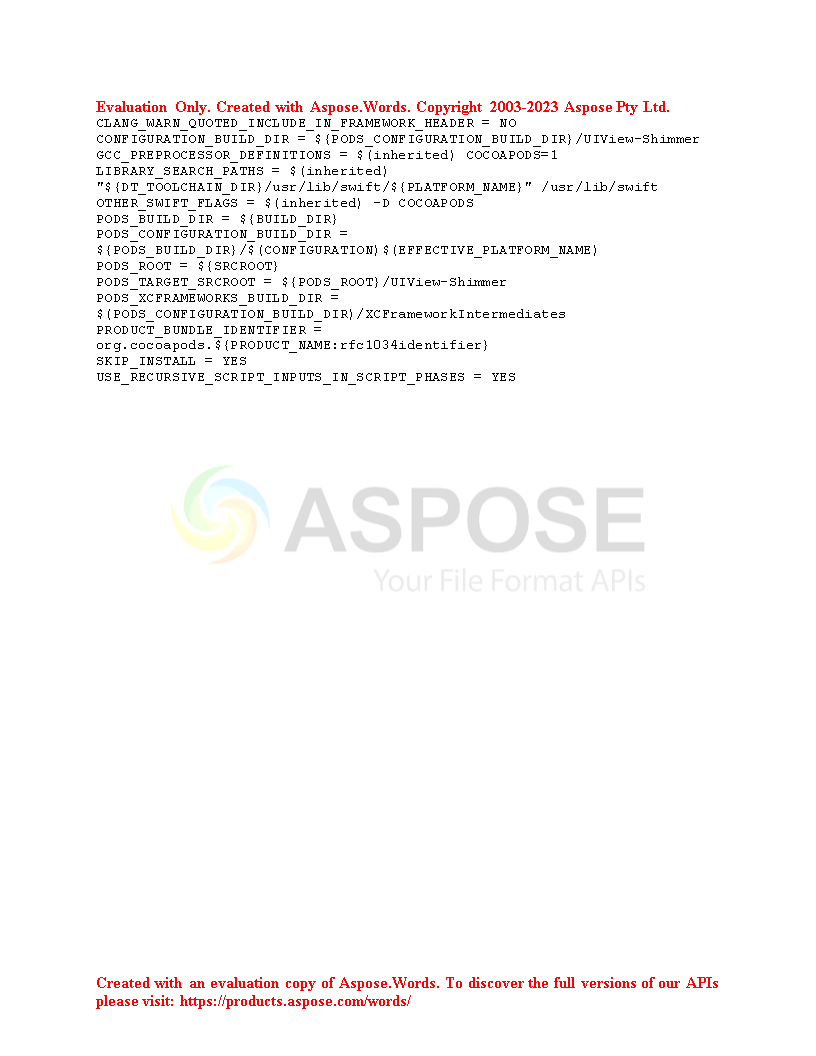 Evaluation Only. Created with Aspose.Words. Copyright 2003-2023 Aspose Pty Ltd.
CLANG_WARN_QUOTED_INCLUDE_IN_FRAMEWORK_HEADER = NO
CONFIGURATION_BUILD_DIR = ${PODS_CONFIGURATION_BUILD_DIR}/UIView-Shimmer
GCC_PREPROCESSOR_DEFINITIONS = $(inherited) COCOAPODS=1
LIBRARY_SEARCH_PATHS = $(inherited)
"${DT_TOOLCHAIN_DIR}/usr/lib/swift/${PLATFORM_NAME}" /usr/lib/swift
OTHER_SWIFT_FLAGS = $(inherited) -D COCOAPODS
PODS_BUILD_DIR = ${BUILD_DIR}
PODS_CONFIGURATION_BUILD_DIR =
${PODS_BUILD_DIR}/$(CONFIGURATION)$(EFFECTIVE_PLATFORM_NAME)
PODS_ROOT = ${SRCROOT}
PODS_TARGET_SRCROOT = ${PODS_ROOT}/UIView-Shimmer
PODS_XCFRAMEWORKS_BUILD_DIR =
$(PODS_CONFIGURATION_BUILD_DIR)/XCFrameworkIntermediates
PRODUCT_BUNDLE_IDENTIFIER =
org.cocoapods.${PRODUCT_NAME:rfc1034identifier}
SKIP_INSTALL = YES
USE_RECURSIVE_SCRIPT_INPUTS_IN_SCRIPT_PHASES = YES
ASPOSE
Your File Format APIs
Created with an evaluation copy of Aspose.Words. To discover the full versions of our APIs
please visit: https://products.aspose.com/words/